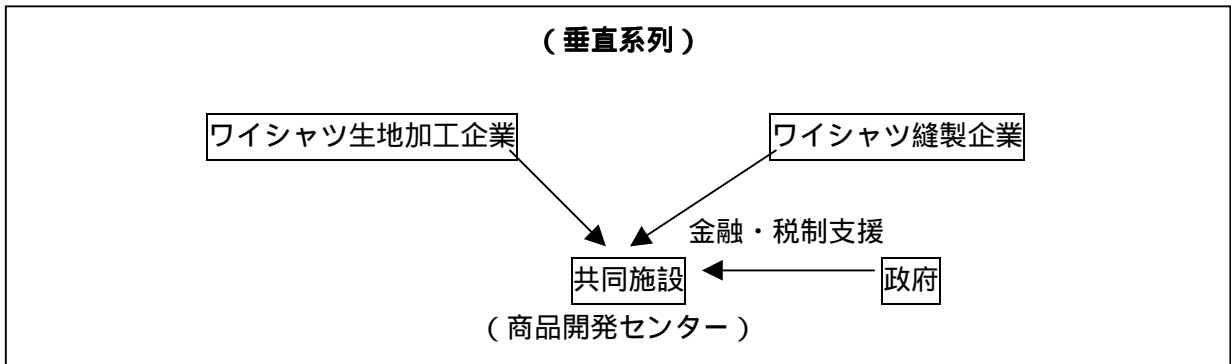 （垂直系列）
ワイシャツ生地加工企業
ワイシャツ縫製企業
金融・税制支援
共同施設
政府
（商品開発センター）